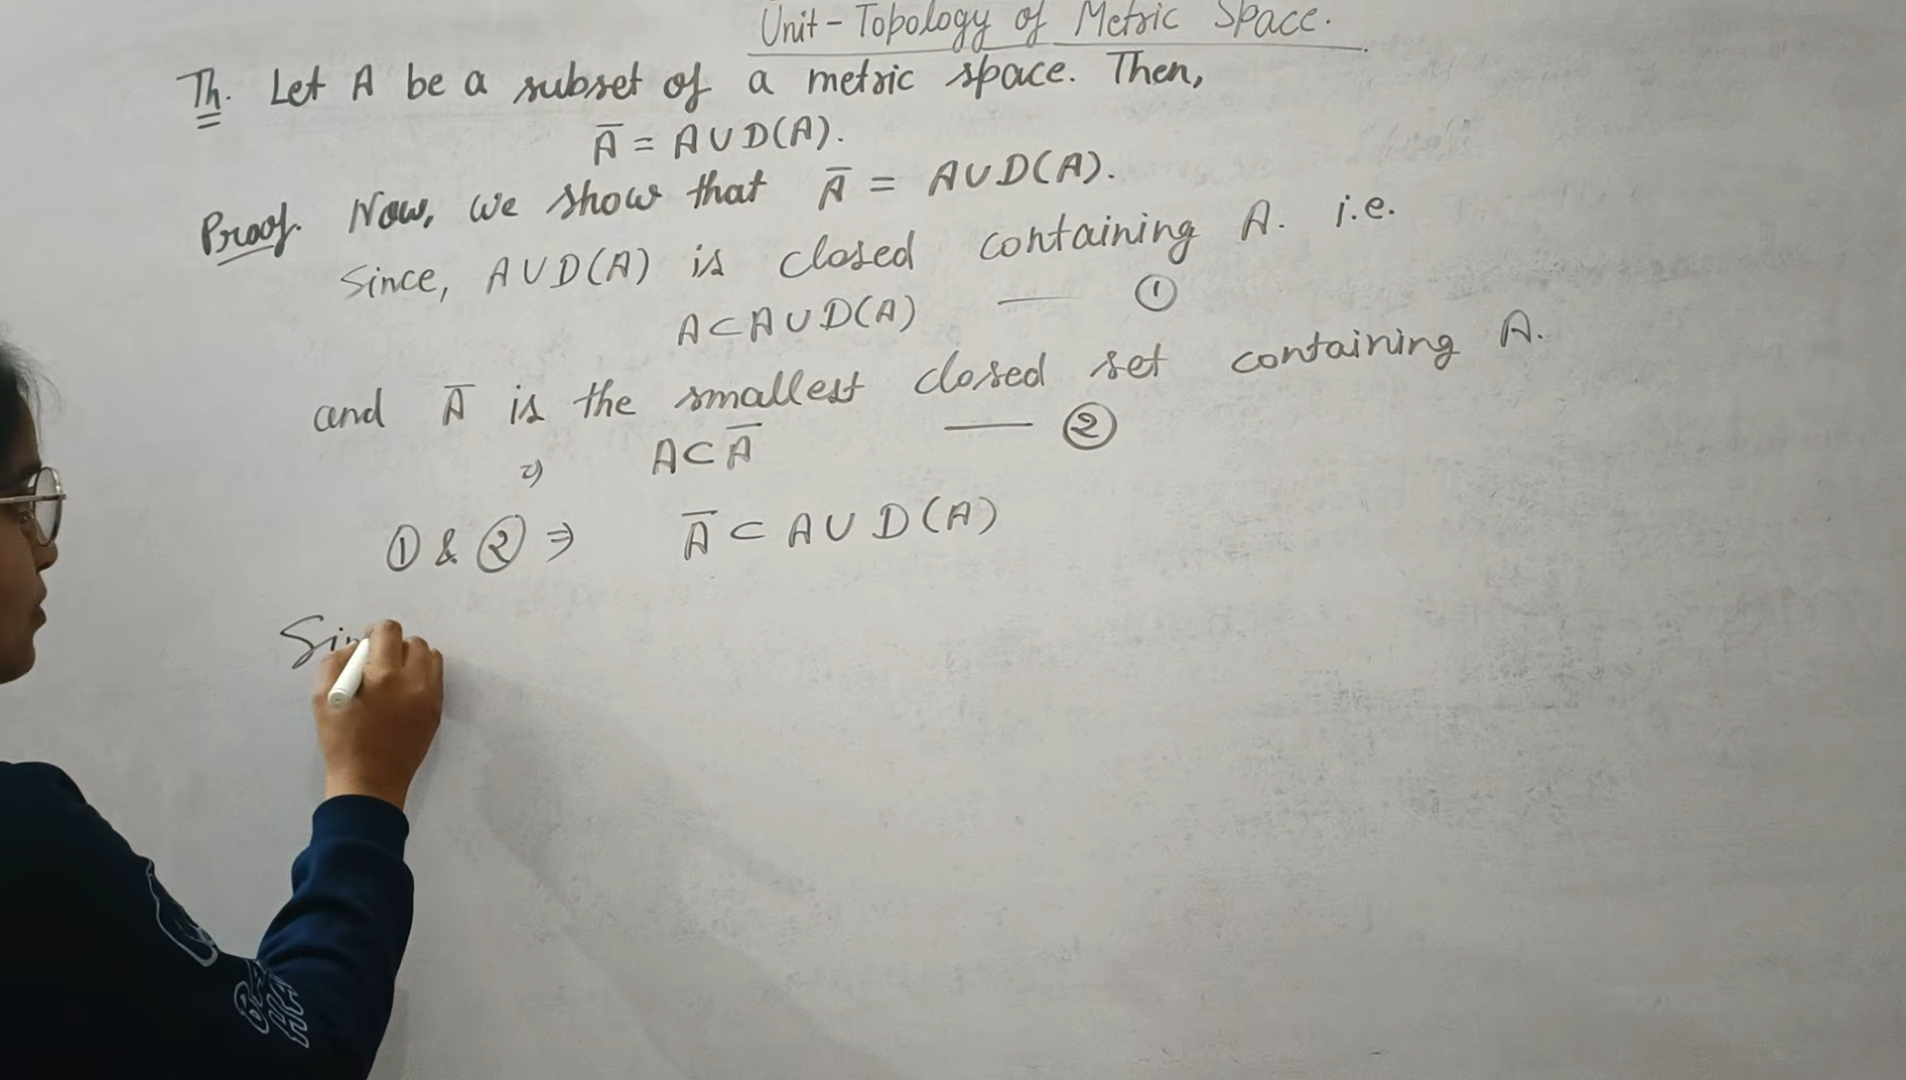 Unit - Topology of Metric Space.
Th. Let A be a subset of a metric space. Then,
A̅ = A ∪ D(A).
Proof. Now, we show that A̅ = A ∪ D(A).
Since, A ∪ D(A) is closed containing A. i.e.
A ⊂ A ∪ D(A) — ①
and A̅ is the smallest closed set containing A.
⇒ A ⊂ A̅ — ②
① & ② ⇒ A̅ ⊂ A ∪ D(A)